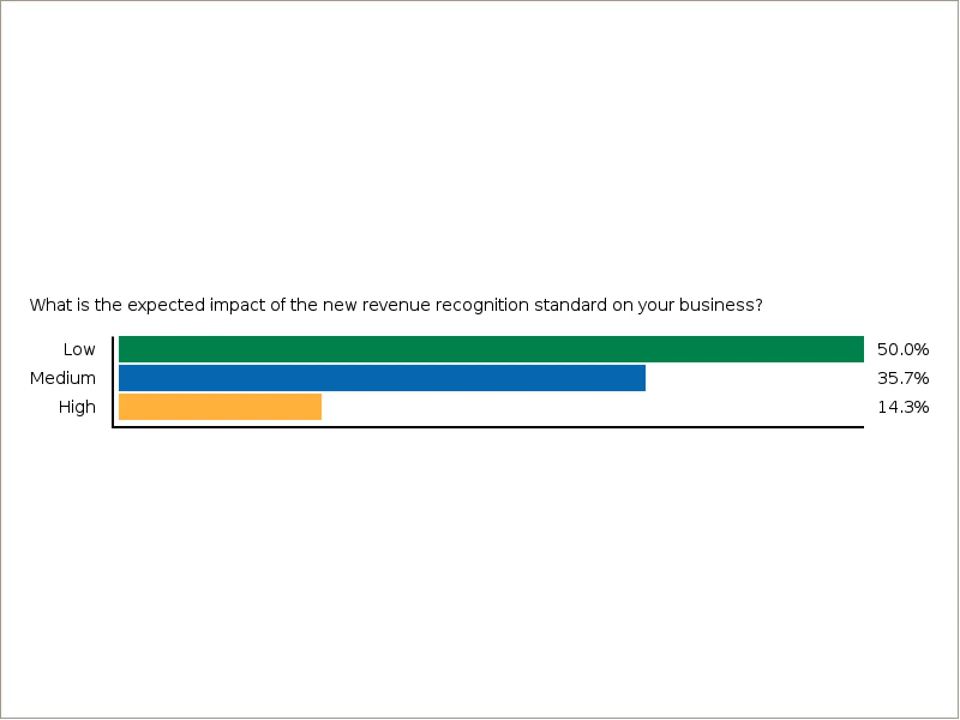 What is the expected impact of the new revenue recognition standard on your business?
Low 50.0%
Medium 35.7%
High 14.3%